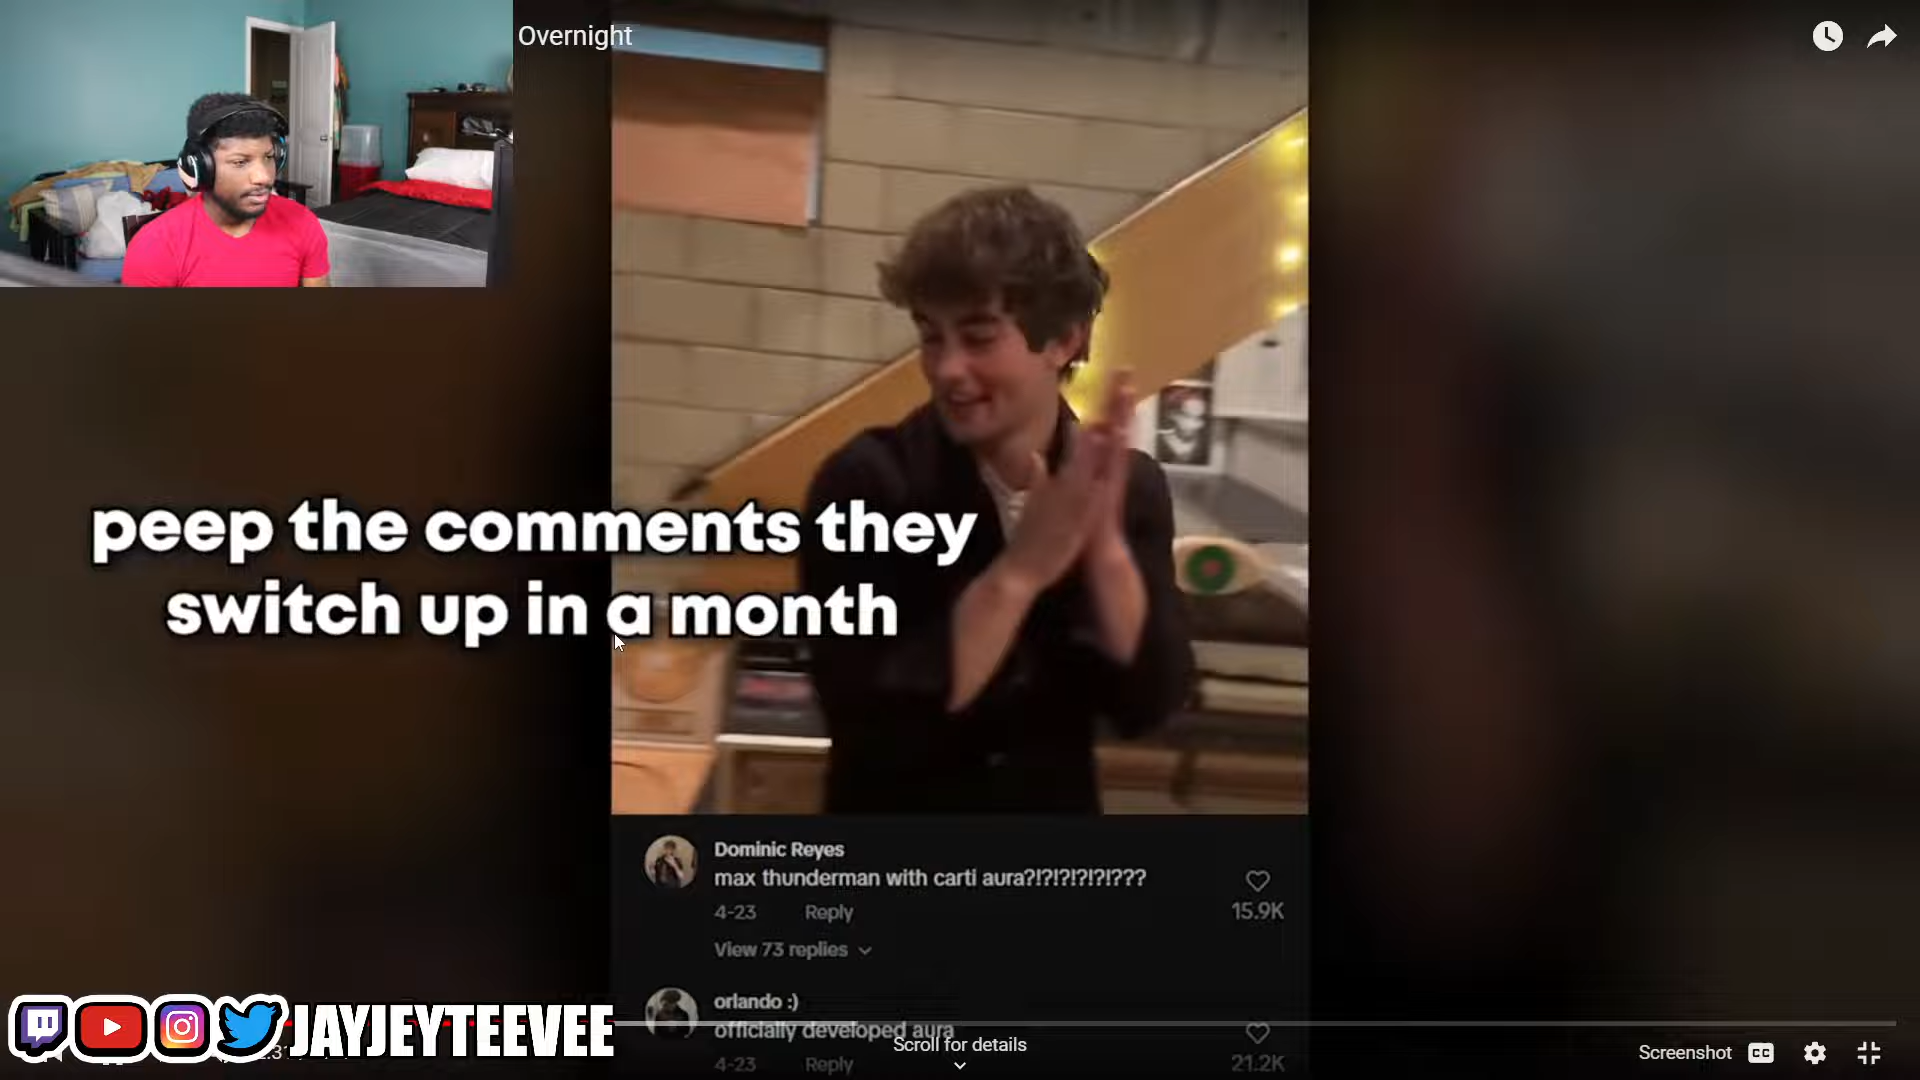 Overnight
peep the comments they
switch up in a month
Dominic Reyes
max thunderman with carti aura?!?!?!?!?!???
4-23 Reply
15.9K
View 73 replies
orlando :)
officially developed aura
4-23 Reply
21.2K
Scroll for details
JAYJEYTEEVEE
Screenshot
CC